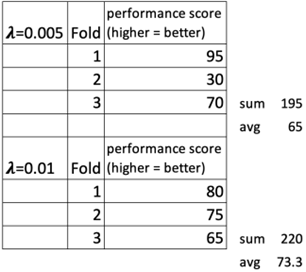 performance score
λ=0.005 Fold (higher = better)
1 95
2 30
3 70 sum 195
avg 65
performance score
λ=0.01 Fold (higher = better)
1 80
2 75
3 65 sum 220
avg 73.3